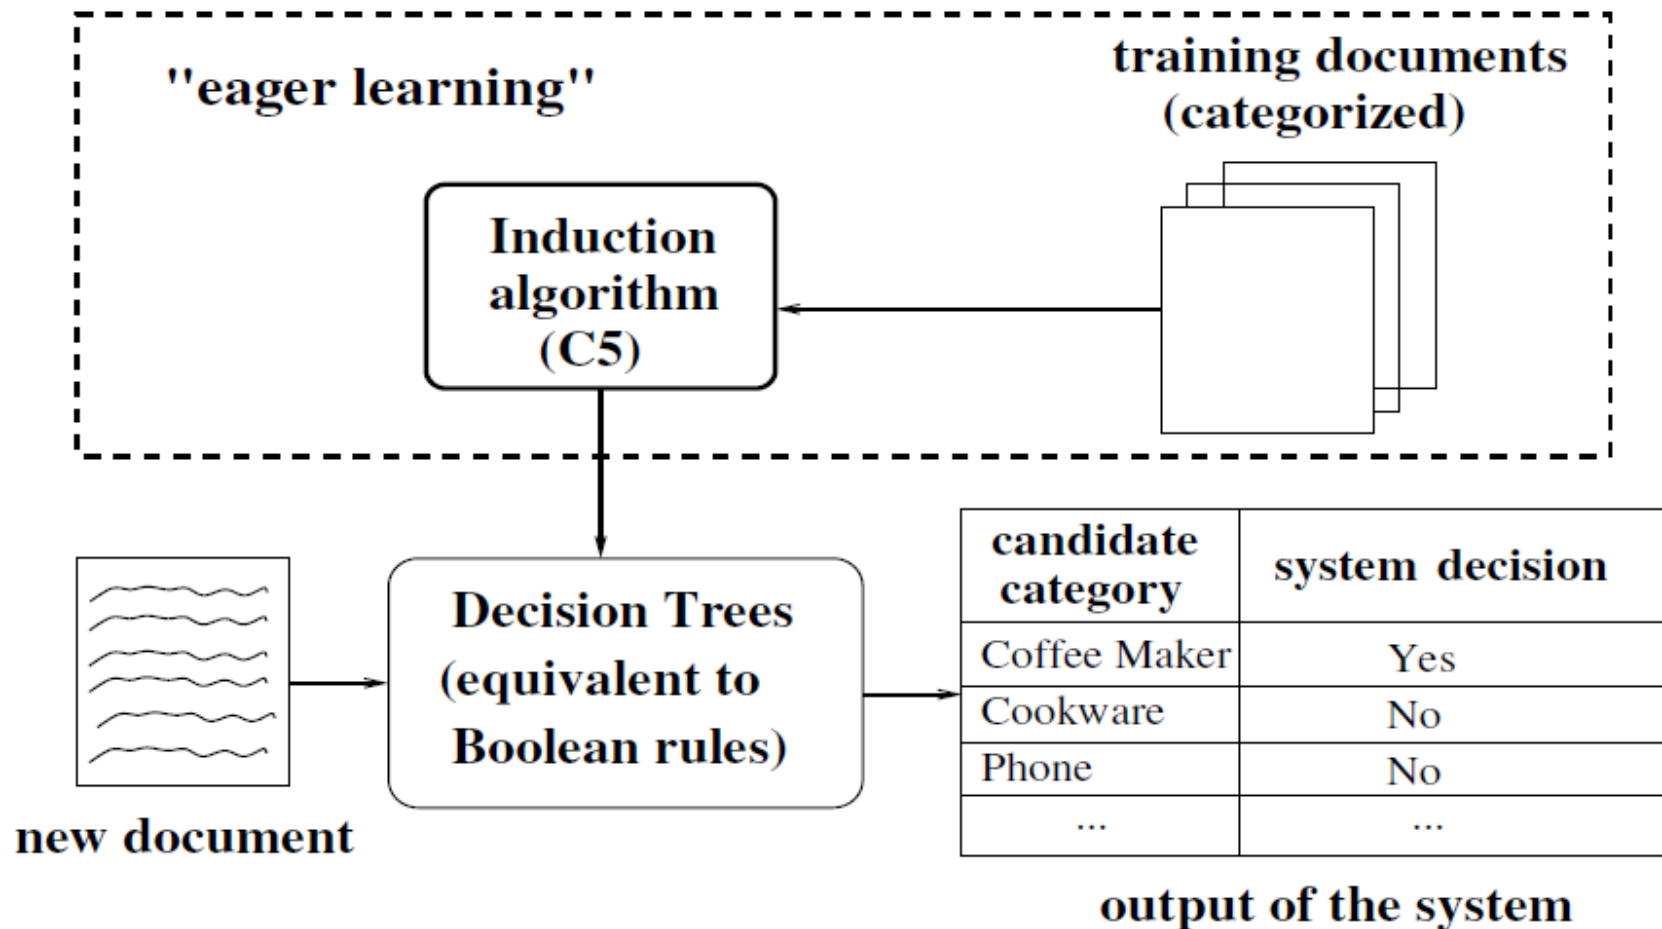 "eager learning"
training documents
(categorized)
Induction
algorithm
(C5)
Decision Trees
(equivalent to
Boolean rules)
new document
candidate
category
system decision
Coffee Maker
Yes
Cookware
No
Phone
No
...
...
output of the system